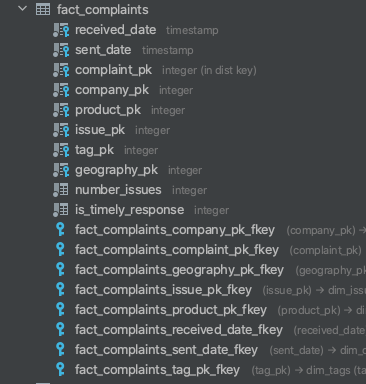 fact_complaints
received_date timestamp
sent_date timestamp
complaint_pk integer (in dist key)
company_pk integer
product_pk integer
issue_pk integer
tag_pk integer
geography_pk integer
number_issues integer
is_timely_response integer
fact_complaints_company_pk_fkey (company_pk) →
fact_complaints_complaint_pk_fkey (complaint_pk)
fact_complaints_geography_pk_fkey (geography_pk
fact_complaints_issue_pk_fkey (issue_pk) → dim_iss
fact_complaints_product_pk_fkey (product_pk) → di
fact_complaints_received_date_fkey (received_date
fact_complaints_sent_date_fkey (sent_date) → dim
fact_complaints_tag_pk_fkey (tag_pk) → dim_tags (ta